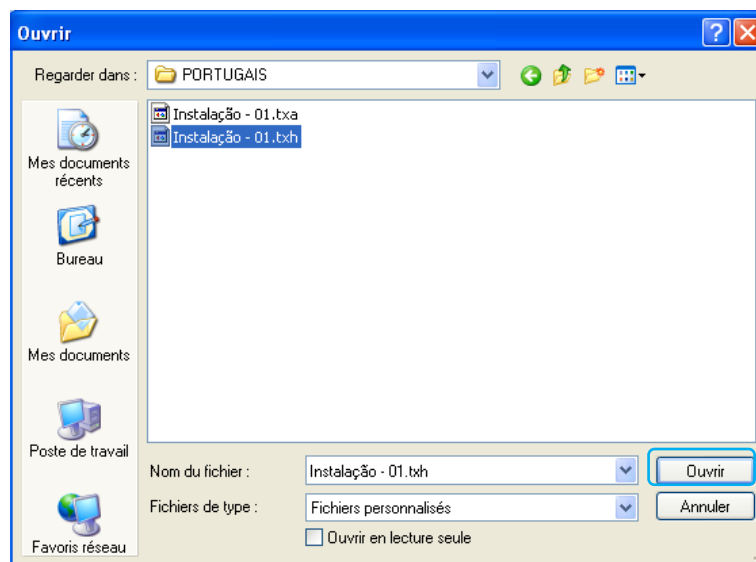 Ouvrir
Regarder dans :
PORTUGAIS
Instalação - 01.txa
Instalação - 01.txh
Mes documents
récents
Bureau
Mes documents
Poste de travail
Favoris réseau
Nom du fichier :
Instalação - 01.txh
Ouvrir
Fichiers de type :
Fichiers personnalisés
Annuler
Ouvrir en lecture seule